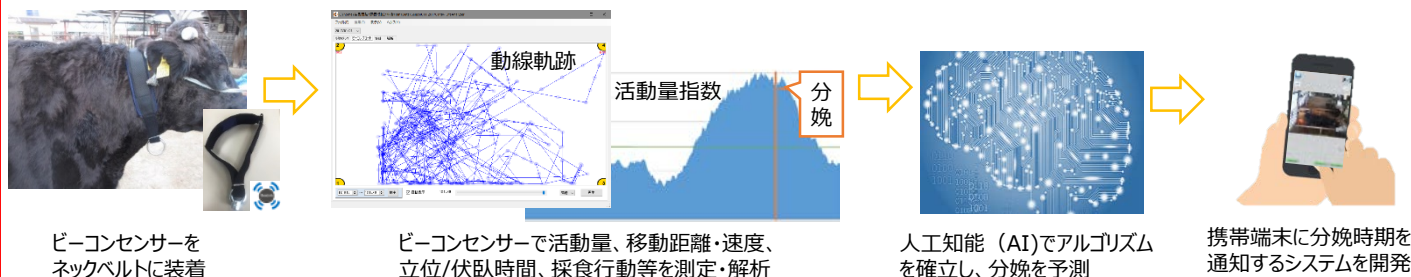 動線軌跡
活動量指数
分
娩
ビーコンセンサーを
ネックベルトに装着
ビーコンセンサーで活動量、移動距離・速度、
立位/伏臥時間、採食行動等を測定・解析
人工知能（AI)でアルゴリズム
を確立し、分娩を予測
携帯端末に分娩時期を
通知するシステムを開発